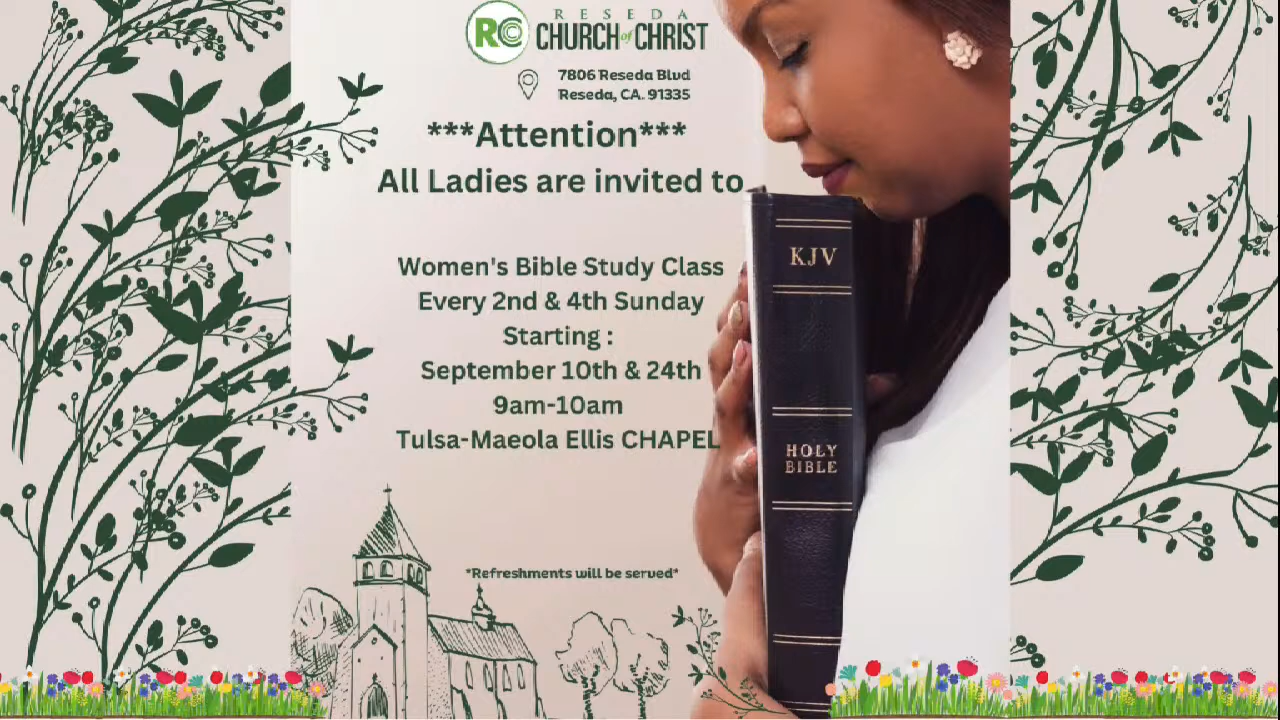 RCC
RESEDA
CHURCH of CHRIST
7806 Reseda Blvd
Reseda, CA. 91335
***Attention***
All Ladies are invited to
Women's Bible Study Class
Every 2nd & 4th Sunday
Starting :
September 10th & 24th
9am-10am
Tulsa-Maeola Ellis CHAPEL
*Refreshments will be served*
KJV
HOLY
BIBLE